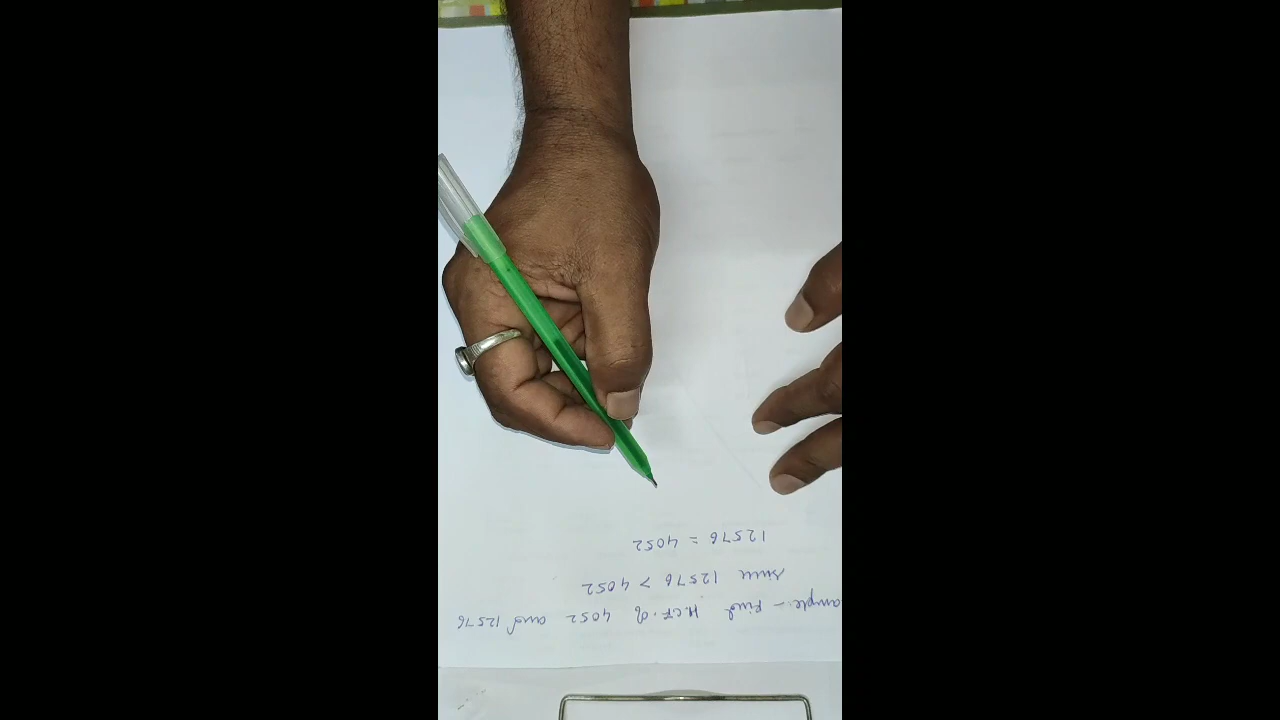 ample - Find H.C.F. of 4052 and 12576
since 12576 > 4052
12576 = 4052